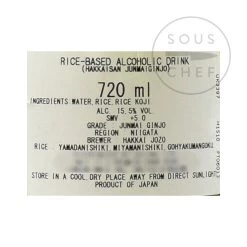 SOUS
CHEF
RICE-BASED ALCOHOLIC DRINK
(HAKKAISAN JUNMAIGINJO)
720 ml
INGREDIENTS WATER, RICE, RICE KOJI
ALC. 15.5% VOL
SMV +5.0
GRADE JUNMAI GINJO
REGION NIIGATA
BREWER HAKKAI JOZO
RICE : YAMADANISHIKI, MIYAMANISHIKI, GOHYAKUMANGOKU
STORE IN A COOL, DRY PLACE AWAY FROM DIRECT SUNLIGHT
PRODUCT OF JAPAN